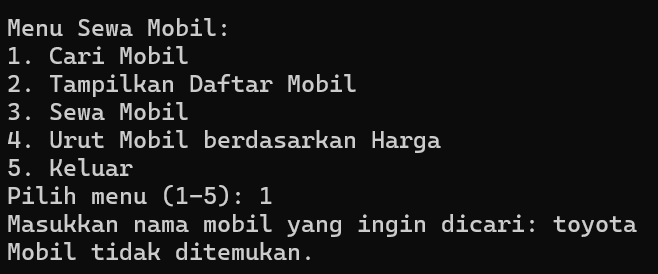 Menu Sewa Mobil:
1. Cari Mobil
2. Tampilkan Daftar Mobil
3. Sewa Mobil
4. Urut Mobil berdasarkan Harga
5. Keluar
Pilih menu (1-5): 1
Masukkan nama mobil yang ingin dicari: toyota
Mobil tidak ditemukan.